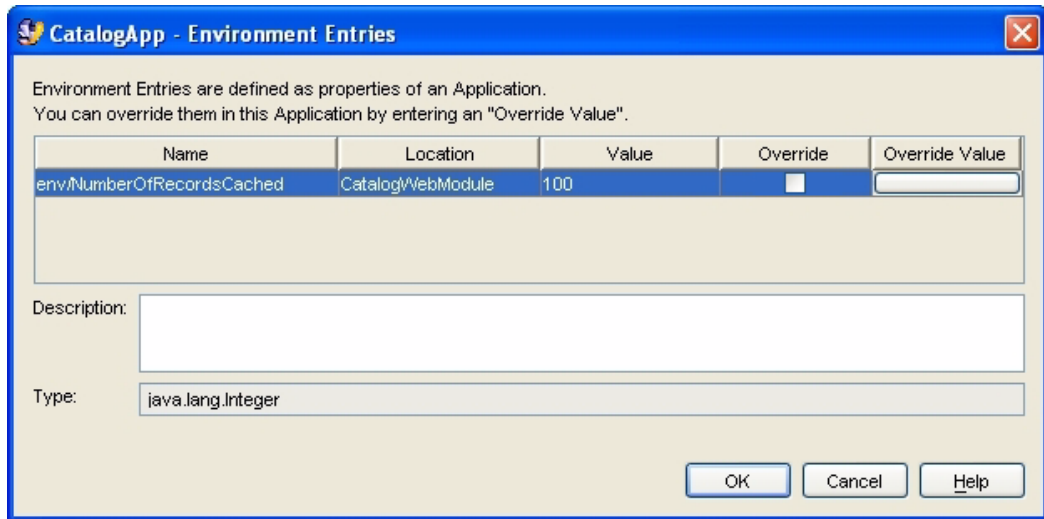 CatalogApp - Environment Entries
Environment Entries are defined as properties of an Application.
You can override them in this Application by entering an "Override Value".
Name Location Value Override Override Value
env/NumberOfRecordsCached CatalogWebModule 100
Description:
Type: java.lang.Integer
OK Cancel Help